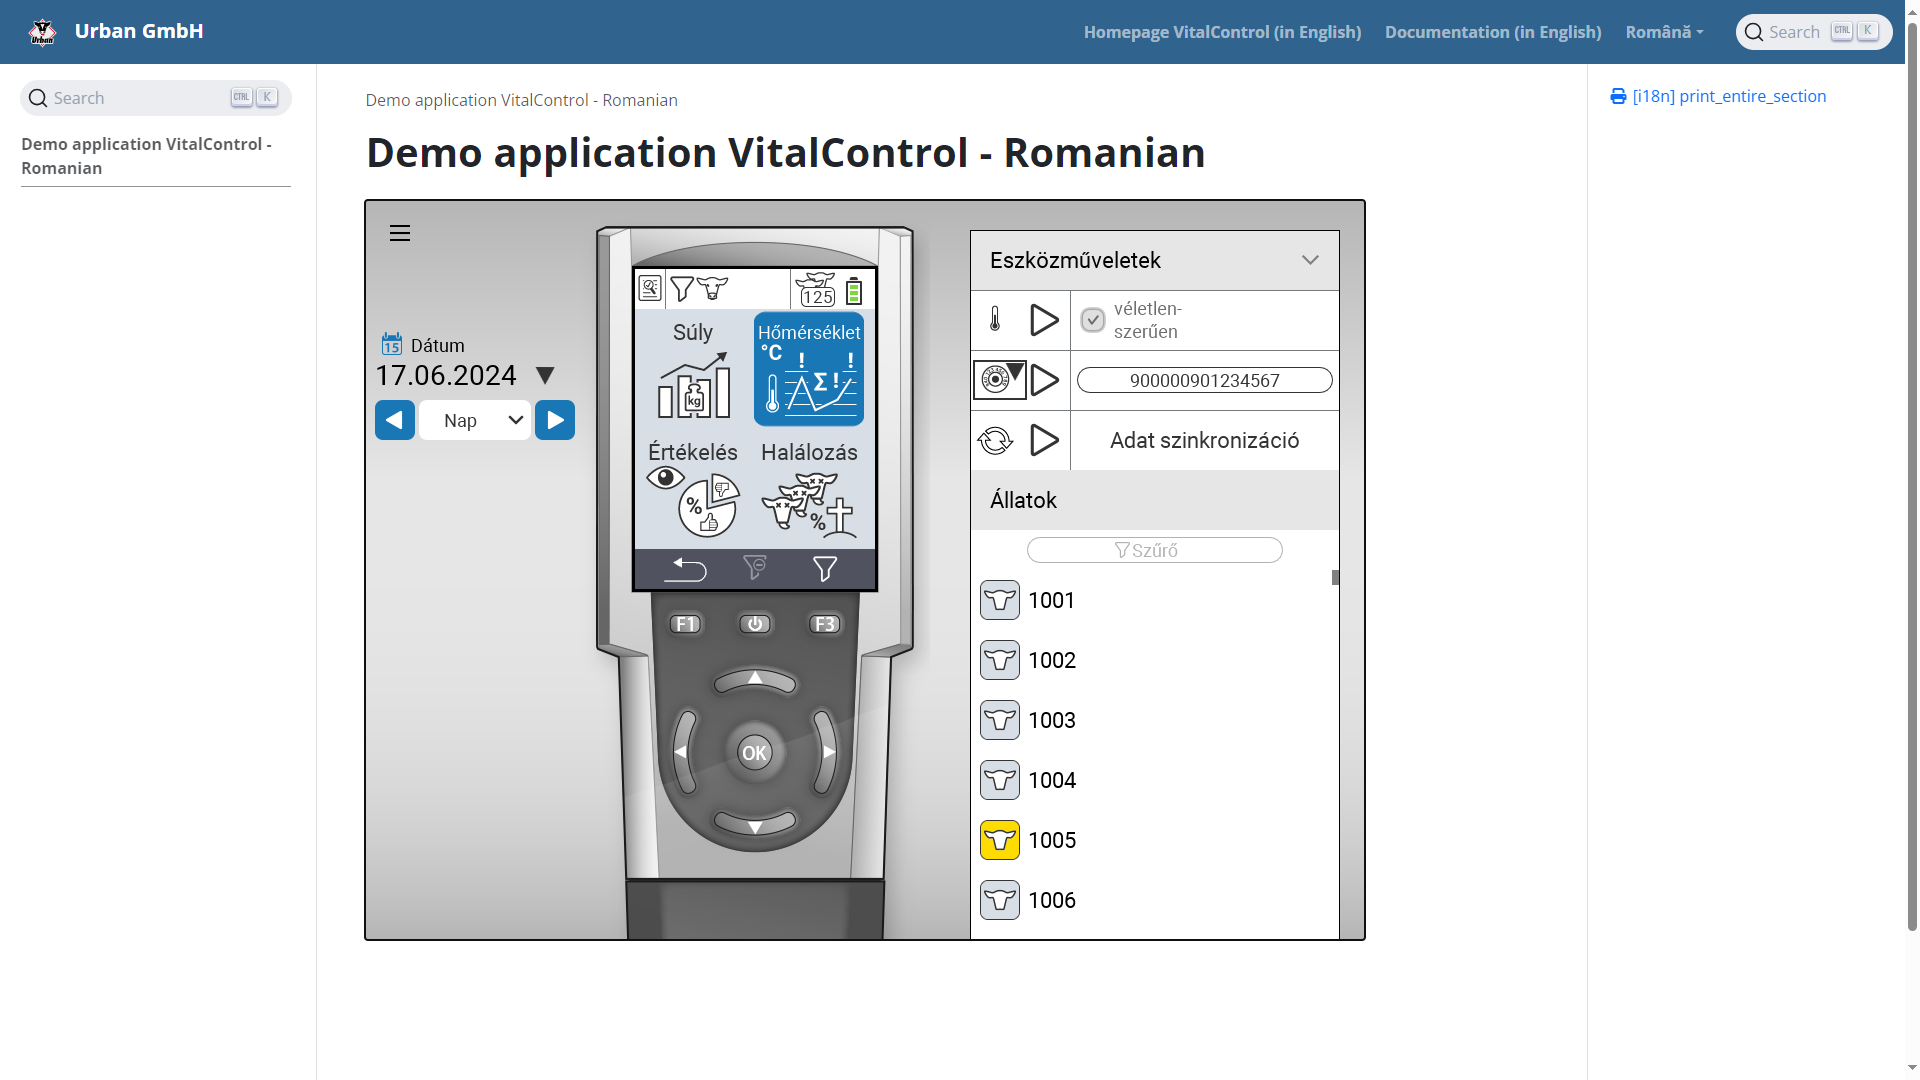 Urban GmbH
Homepage VitalControl (in English)
Documentation (in English)
Română
Search CTRL K
Search CTRL K
Demo application VitalControl -
Romanian
Demo application VitalControl - Romanian
Demo application VitalControl - Romanian
[i18n] print_entire_section
15 Dátum
17.06.2024
Nap
125
Súly
kg
Hőmérséklet
°C ! !
Σ !
Értékelés
%
Halálozás
%
F1
F3
OK
Eszközműveletek
véletlen-
szerűen
900000901234567
Adat szinkronizáció
Állatok
Szűrő
1001
1002
1003
1004
1005
1006